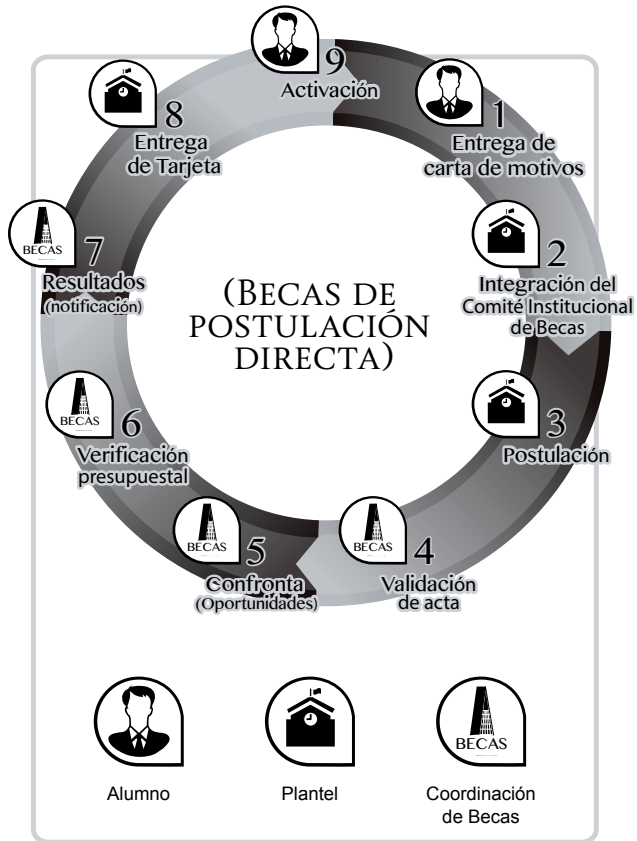 9
Activación
1
Entrega de
carta de motivos
2
Integración del
Comité Institucional
de Becas
3
Postulación
BECAS
4
Validación
de acta
BECAS
5
Confronta
(Oportunidades)
BECAS
6
Verificación
presupuestal
BECAS
7
Resultados
(notificación)
8
Entrega
de Tarjeta
(BECAS DE
POSTULACIÓN
DIRECTA)
Alumno
Plantel
BECAS
Coordinación
de Becas